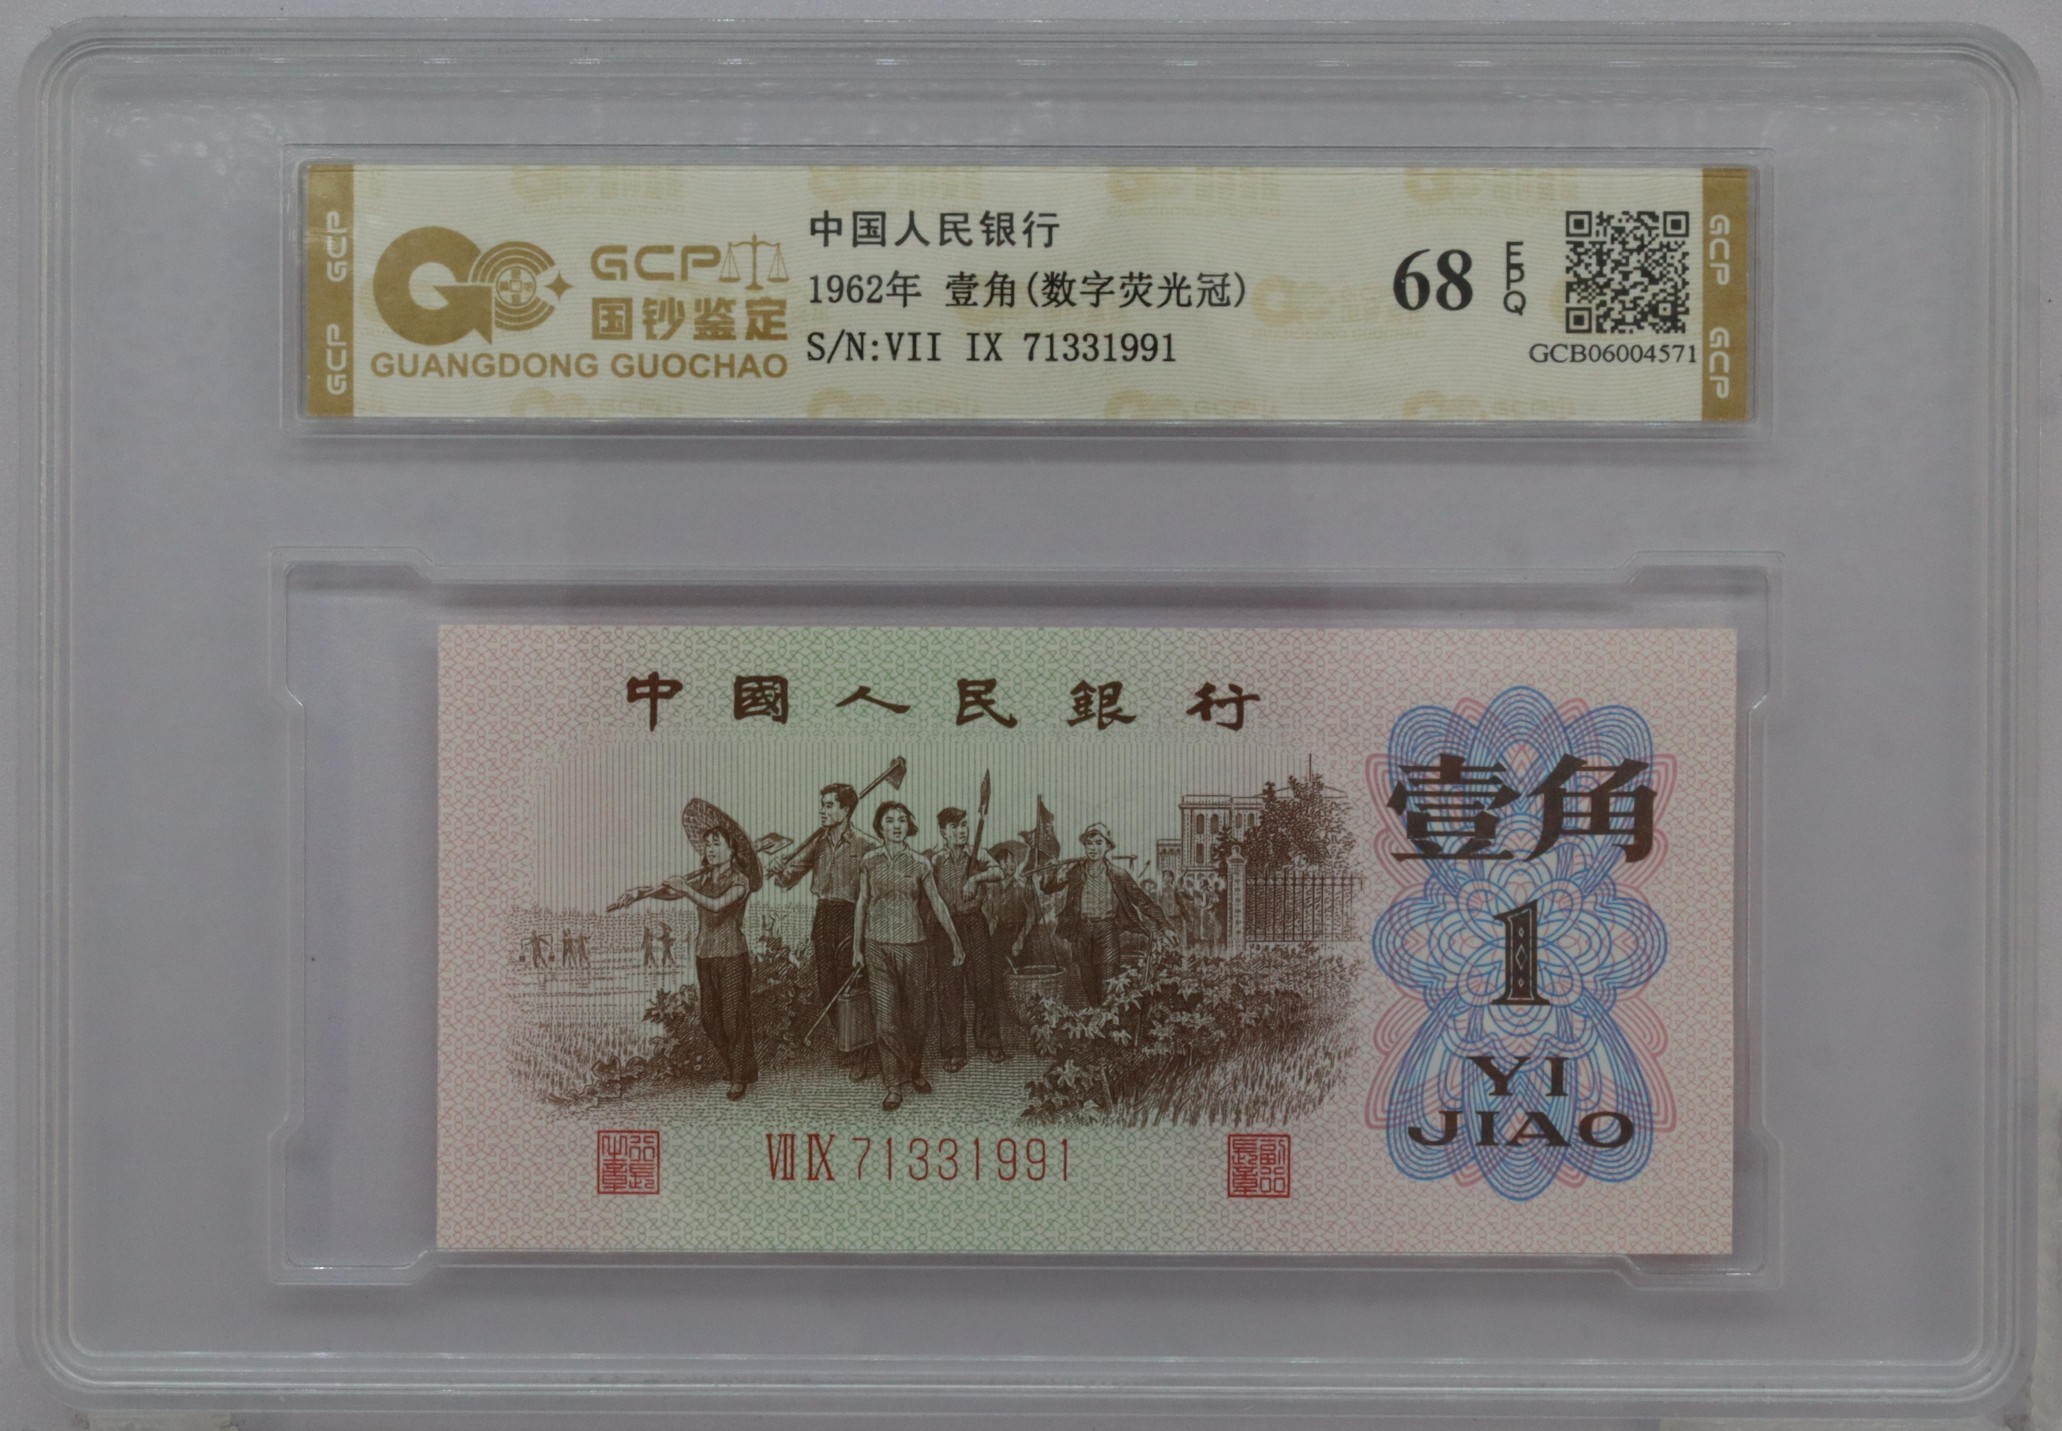 GCP GCP
GCP
国钞鉴定
GUANGDONG GUOCHAO
中国人民银行
1962年 壹角(数字荧光冠)
S/N:VII IX 71331991
68
EPQ
GCB06004571
GCP GCP
中國人民銀行
壹角
1
YI
JIAO
VII IX 71331991